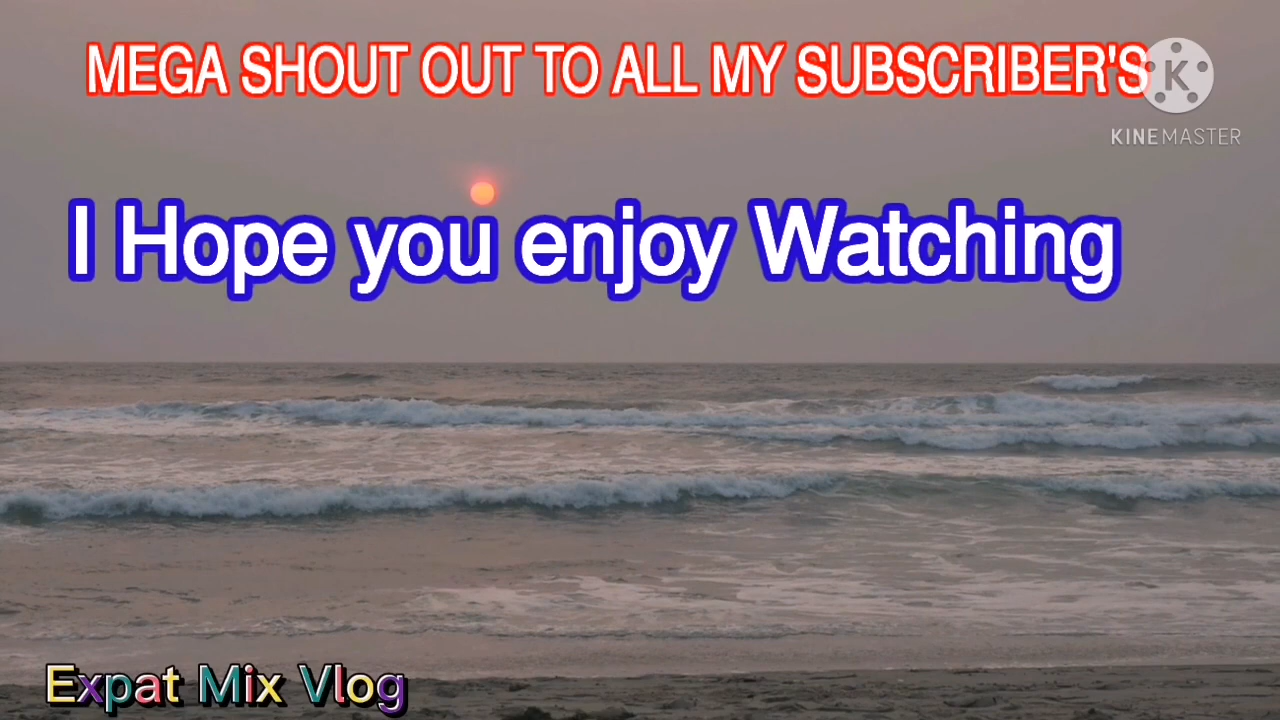 MEGA SHOUT OUT TO ALL MY SUBSCRIBER'S
K
KINEMASTER
I Hope you enjoy Watching
Expat Mix Vlog